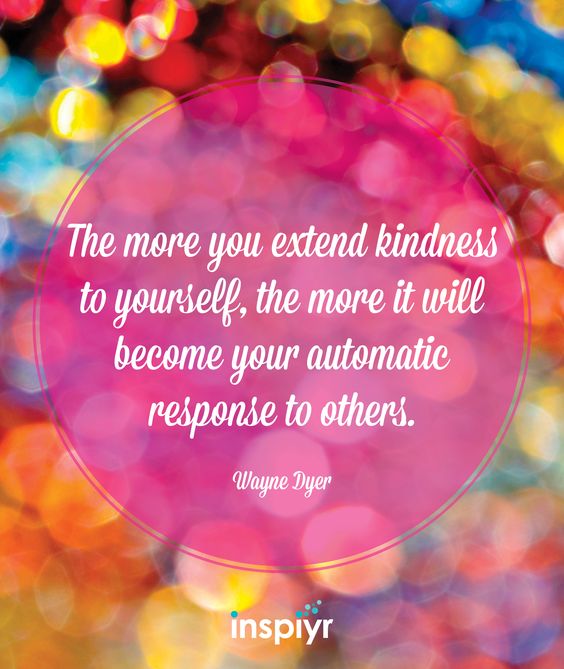 The more you extend kindness
to yourself, the more it will
become your automatic
response to others.
Wayne Dyer
inspiyr